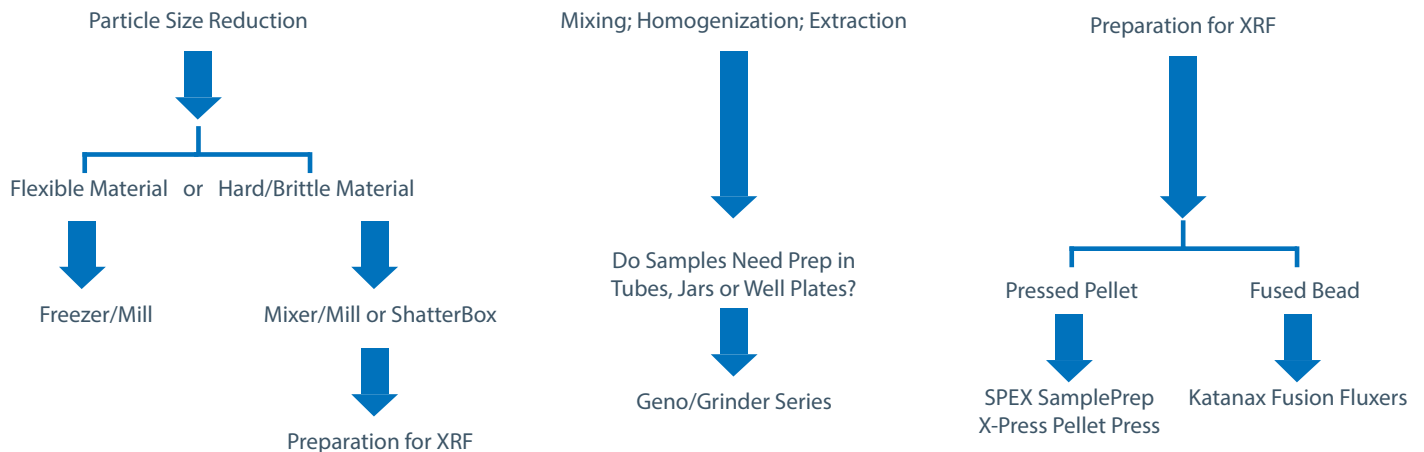 Particle Size Reduction
Flexible Material or Hard/Brittle Material
Freezer/Mill
Mixer/Mill or ShatterBox
Preparation for XRF
Mixing; Homogenization; Extraction
Do Samples Need Prep in
Tubes, Jars or Well Plates?
Geno/Grinder Series
Preparation for XRF
Pressed Pellet
Fused Bead
SPEX SamplePrep
X-Press Pellet Press
Katanax Fusion Fluxers